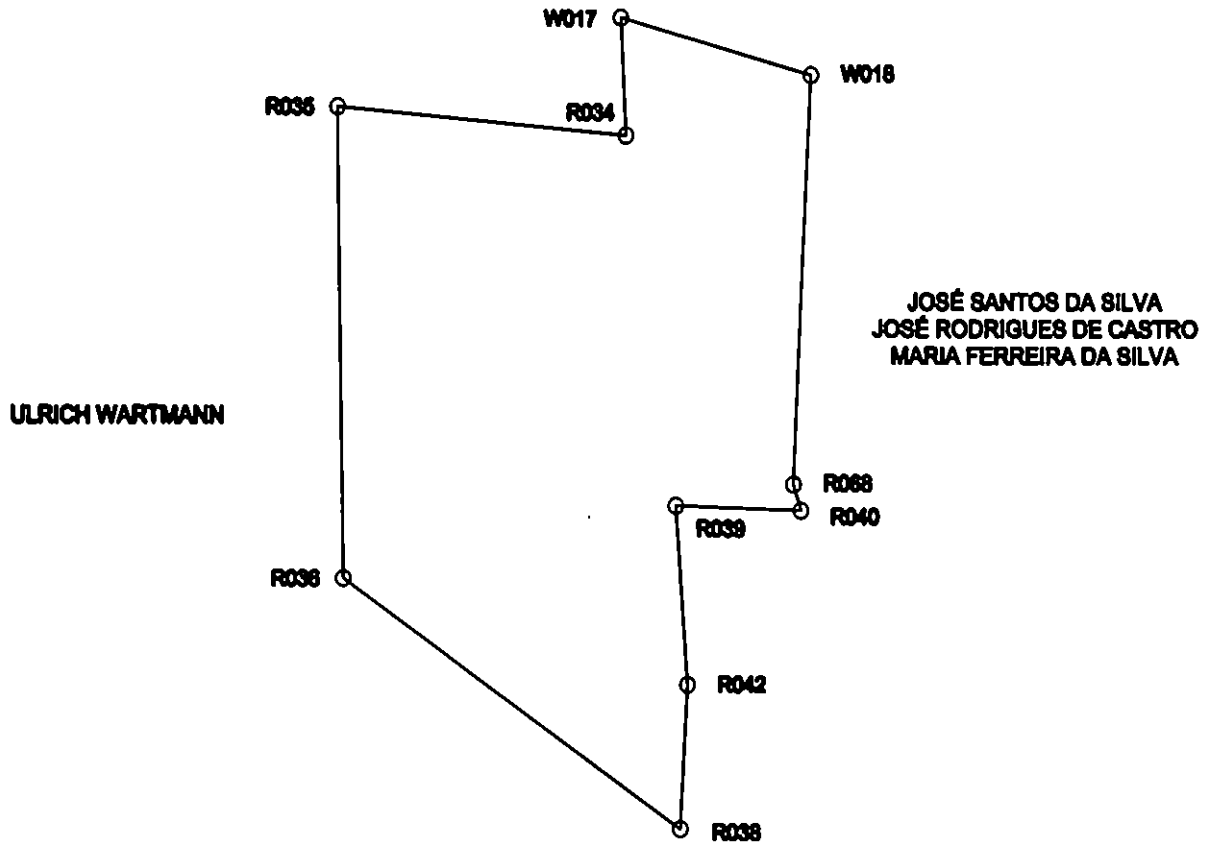 W017
W018
R035
R034
JOSÉ SANTOS DA SILVA
JOSÉ RODRIGUES DE CASTRO
MARIA FERREIRA DA SILVA
ULRICH WARTMANN
R068
R039
R040
R036
R042
R038